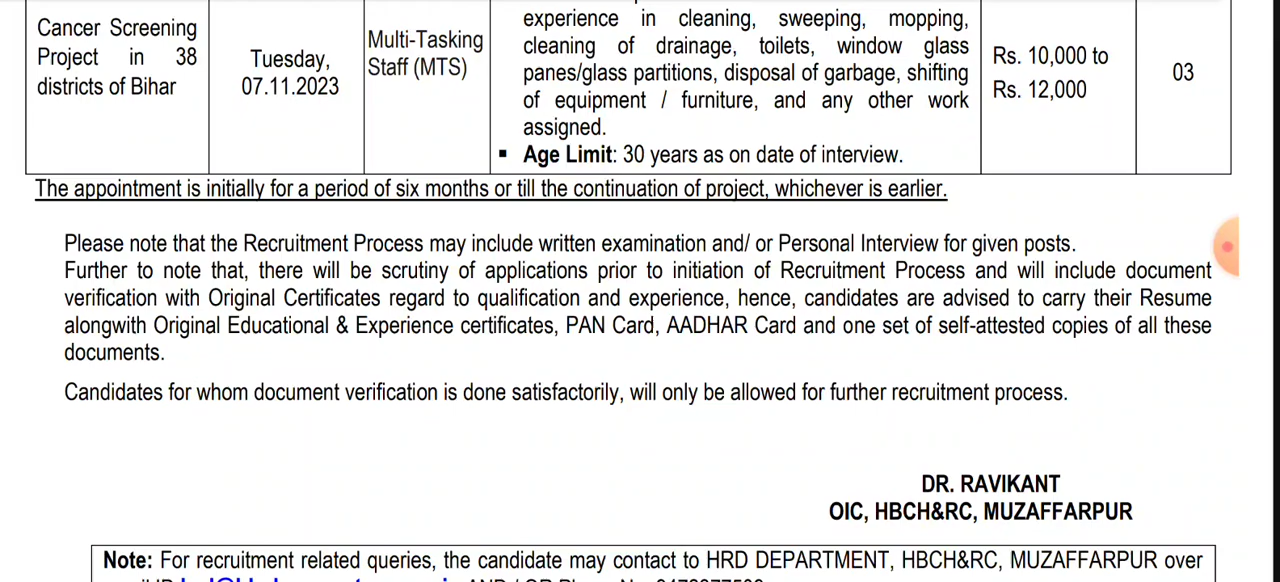 Cancer Screening
Project in 38
districts of Bihar
Tuesday,
07.11.2023
Multi-Tasking
Staff (MTS)
experience in cleaning, sweeping, mopping,
cleaning of drainage, toilets, window glass
panes/glass partitions, disposal of garbage, shifting
of equipment / furniture, and any other work
assigned.
▪ Age Limit: 30 years as on date of interview.
Rs. 10,000 to
Rs. 12,000
03
The appointment is initially for a period of six months or till the continuation of project, whichever is earlier.
Please note that the Recruitment Process may include written examination and/ or Personal Interview for given posts.
Further to note that, there will be scrutiny of applications prior to initiation of Recruitment Process and will include document
verification with Original Certificates regard to qualification and experience, hence, candidates are advised to carry their Resume
alongwith Original Educational & Experience certificates, PAN Card, AADHAR Card and one set of self-attested copies of all these
documents.
Candidates for whom document verification is done satisfactorily, will only be allowed for further recruitment process.
DR. RAVIKANT
OIC, HBCH&RC, MUZAFFARPUR
Note: For recruitment related queries, the candidate may contact to HRD DEPARTMENT, HBCH&RC, MUZAFFARPUR over
AND / OR Phone No